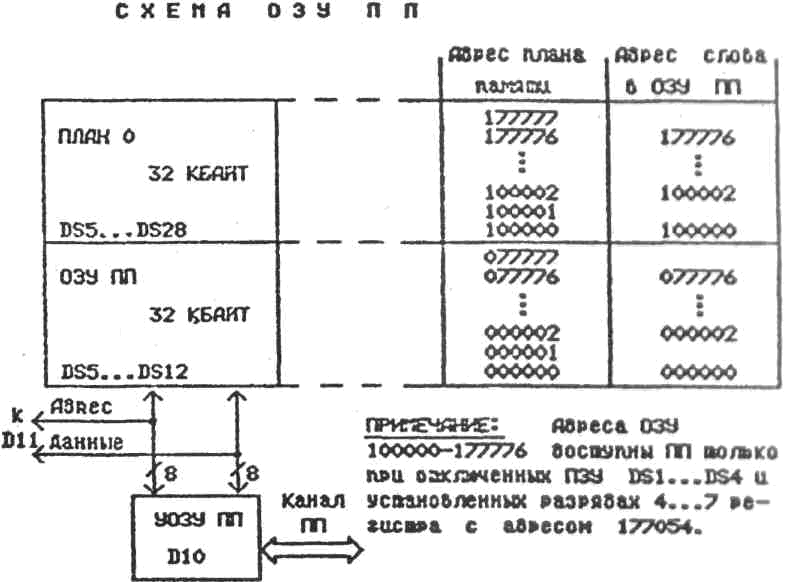 СХЕМА ОЗУ ПП
Адрес плана памяти
Адрес слова в ОЗУ ПП
ПЛАН 0
32 КБАЙТ
DS5...DS28
177777
177776
100002
100001
100000
177776
100002
100000
ОЗУ ПП
32 КБАЙТ
DS5...DS12
077777
077776
000002
000001
000000
077776
000002
000000
К Адрес
D11 Данные
8
8
УОЗУ ПП
D10
Канал
ПП
ПРИМЕЧАНИЕ: Адреса ОЗУ
100000-177776 доступны ПП только
при отключенных ПЗУ DS1...DS4 и
установленных разрядах 4...7 ре-
гистра с адресом 177054.